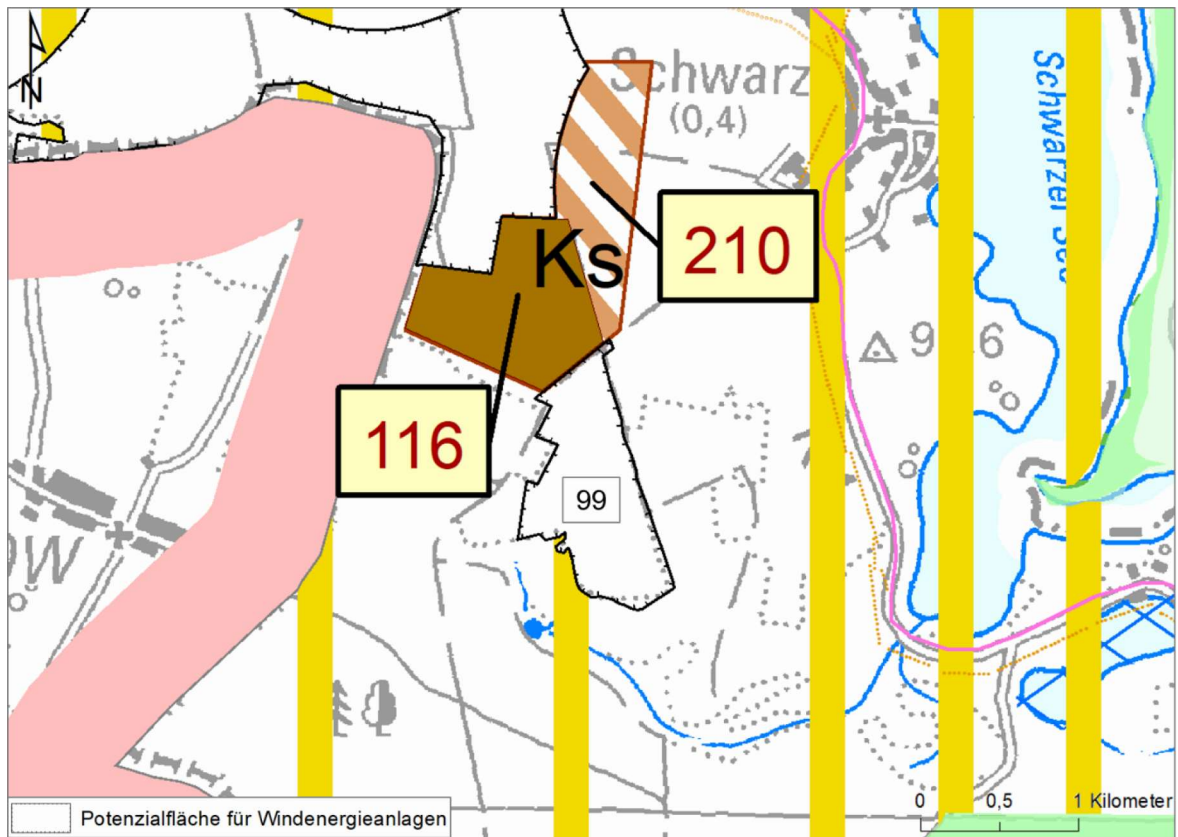 N
Schwarz
(0,4)
Ks
210
116
99
Potenzialfläche für Windenergieanlagen
0 0,5 1 Kilometer